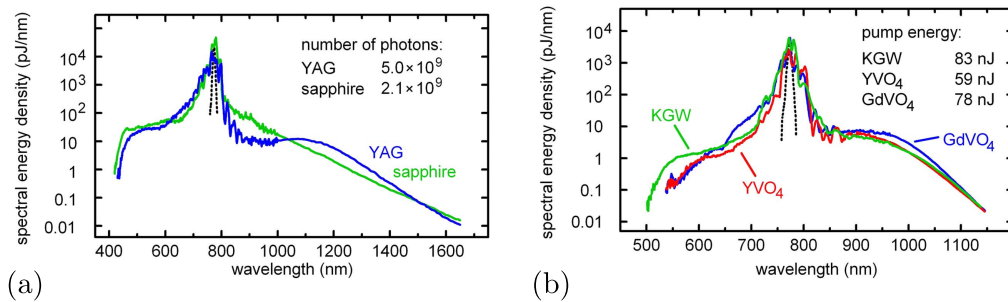 number of photons:
YAG 5.0×10⁹
sapphire 2.1×10⁹
YAG
sapphire
spectral energy density (pJ/nm)
10⁴
10³
10²
10
1
0.1
0.01
400 600 800 1000 1200 1400 1600
wavelength (nm)
(a)
pump energy:
KGW 83 nJ
YVO₄ 59 nJ
GdVO₄ 78 nJ
KGW
GdVO₄
YVO₄
spectral energy density (pJ/nm)
10⁴
10³
10²
10
1
0.1
0.01
500 600 700 800 900 1000 1100
wavelength (nm)
(b)